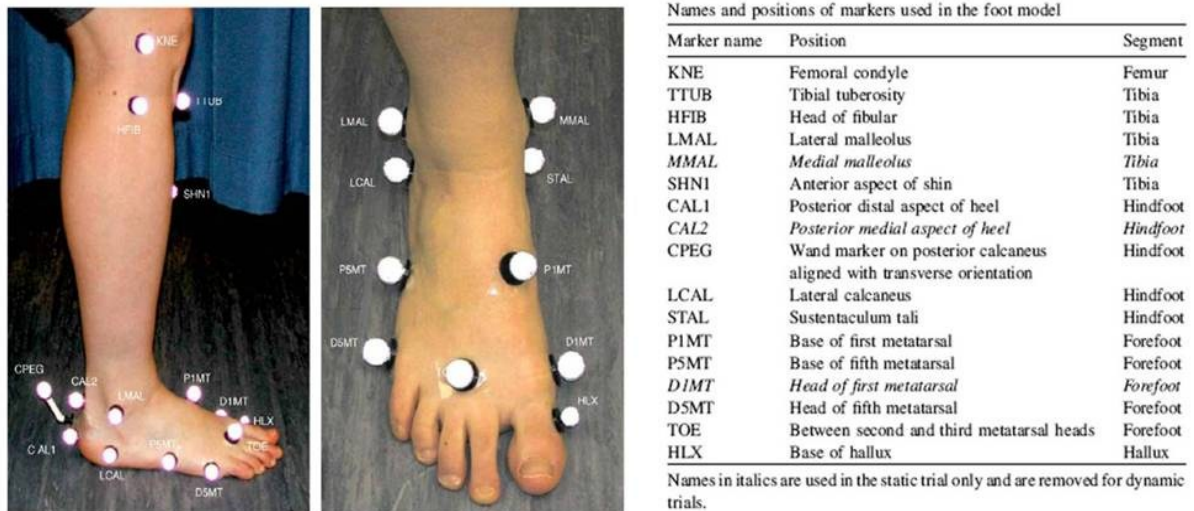 KNE
TTUB
HFIB
SHN1
CPEG
CAL2
LMAL
P1MT
D1MT
HLX
TOE
CAL1
P5MT
LCAL
D5MT
LMAL
MMAL
LCAL
STAL
P5MT
P1MT
D5MT
D1MT
HLX
Names and positions of markers used in the foot model
Marker name Position Segment
KNE Femoral condyle Femur
TTUB Tibial tuberosity Tibia
HFIB Head of fibular Tibia
LMAL Lateral malleolus Tibia
MMAL Medial malleolus Tibia
SHN1 Anterior aspect of shin Tibia
CAL1 Posterior distal aspect of heel Hindfoot
CAL2 Posterior medial aspect of heel Hindfoot
CPEG Wand marker on posterior calcaneus Hindfoot
aligned with transverse orientation
LCAL Lateral calcaneus Hindfoot
STAL Sustentaculum tali Hindfoot
P1MT Base of first metatarsal Forefoot
P5MT Base of fifth metatarsal Forefoot
D1MT Head of first metatarsal Forefoot
D5MT Head of fifth metatarsal Forefoot
TOE Between second and third metatarsal heads Forefoot
HLX Base of hallux Hallux
Names in italics are used in the static trial only and are removed for dynamic
trials.